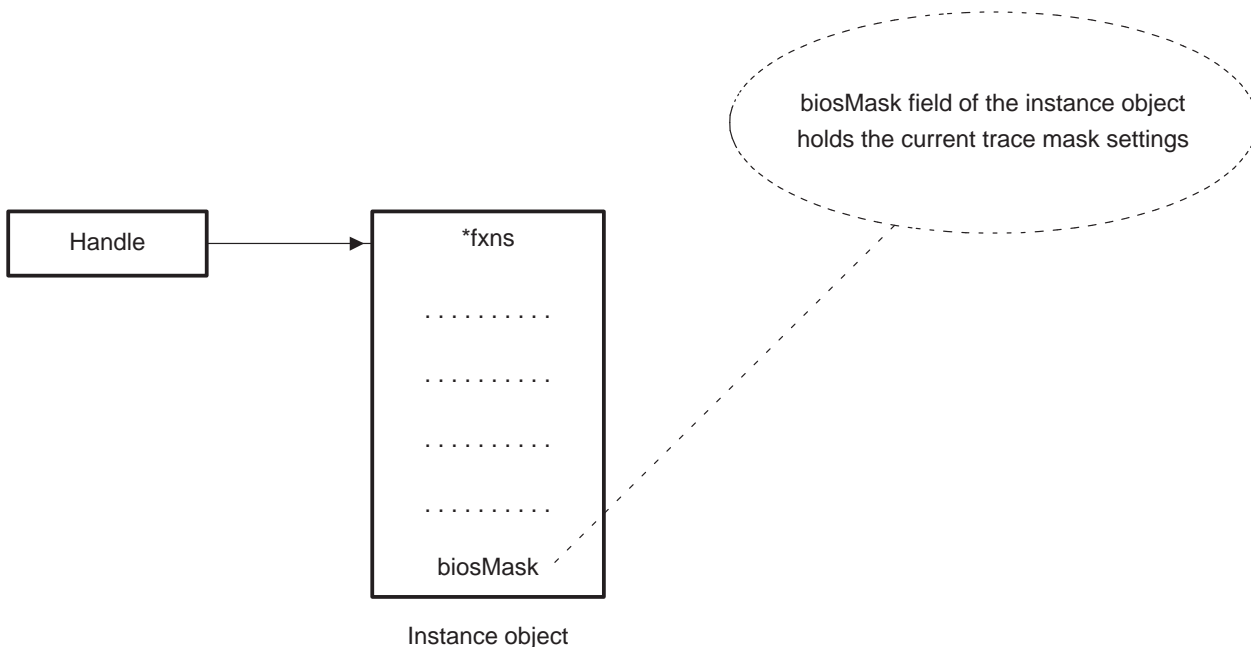 biosMask field of the instance object
holds the current trace mask settings
Handle
*fxns
. . . . . . . . . .
. . . . . . . . . .
. . . . . . . . . .
. . . . . . . . . .
biosMask
Instance object